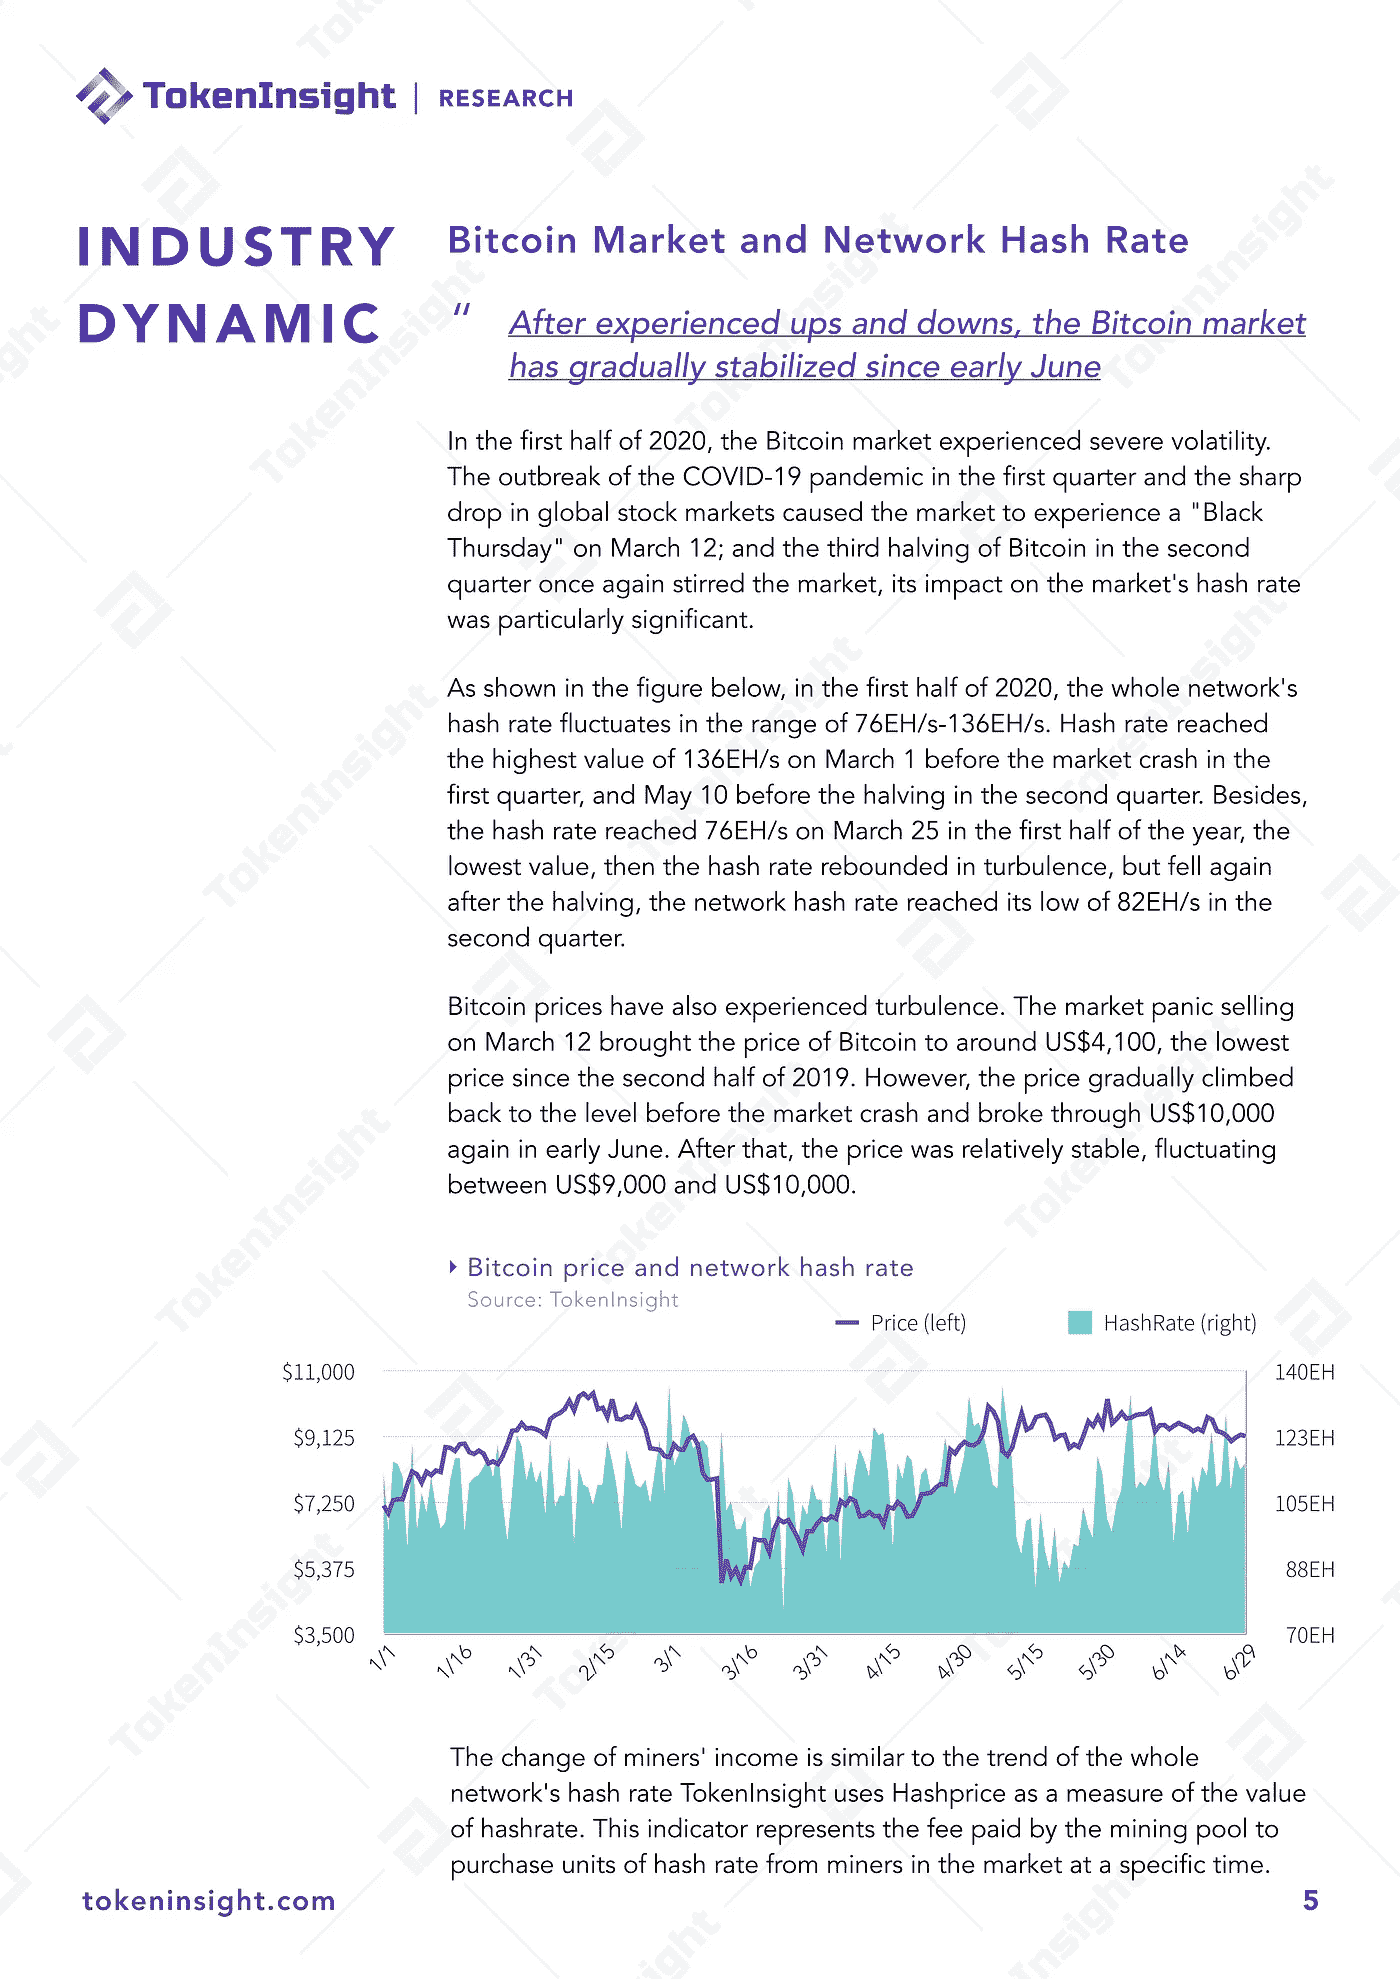 TokenInsight | RESEARCH
INDUSTRY
DYNAMIC
Bitcoin Market and Network Hash Rate
“ After experienced ups and downs, the Bitcoin market
has gradually stabilized since early June
In the first half of 2020, the Bitcoin market experienced severe volatility.
The outbreak of the COVID-19 pandemic in the first quarter and the sharp
drop in global stock markets caused the market to experience a "Black
Thursday" on March 12; and the third halving of Bitcoin in the second
quarter once again stirred the market, its impact on the market's hash rate
was particularly significant.
As shown in the figure below, in the first half of 2020, the whole network's
hash rate fluctuates in the range of 76EH/s-136EH/s. Hash rate reached
the highest value of 136EH/s on March 1 before the market crash in the
first quarter, and May 10 before the halving in the second quarter. Besides,
the hash rate reached 76EH/s on March 25 in the first half of the year, the
lowest value, then the hash rate rebounded in turbulence, but fell again
after the halving, the network hash rate reached its low of 82EH/s in the
second quarter.
Bitcoin prices have also experienced turbulence. The market panic selling
on March 12 brought the price of Bitcoin to around US$4,100, the lowest
price since the second half of 2019. However, the price gradually climbed
back to the level before the market crash and broke through US$10,000
again in early June. After that, the price was relatively stable, fluctuating
between US$9,000 and US$10,000.
Bitcoin price and network hash rate
Source: TokenInsight
Price (left) HashRate (right)
$11,000 140EH
$9,125 123EH
$7,250 105EH
$5,375 88EH
$3,500 70EH
1/1 1/16 1/31 2/15 3/1 3/16 3/31 4/15 4/30 5/15 5/30 6/14 6/29
The change of miners' income is similar to the trend of the whole
network's hash rate TokenInsight uses Hashprice as a measure of the value
of hashrate. This indicator represents the fee paid by the mining pool to
purchase units of hash rate from miners in the market at a specific time.
tokeninsight.com 5